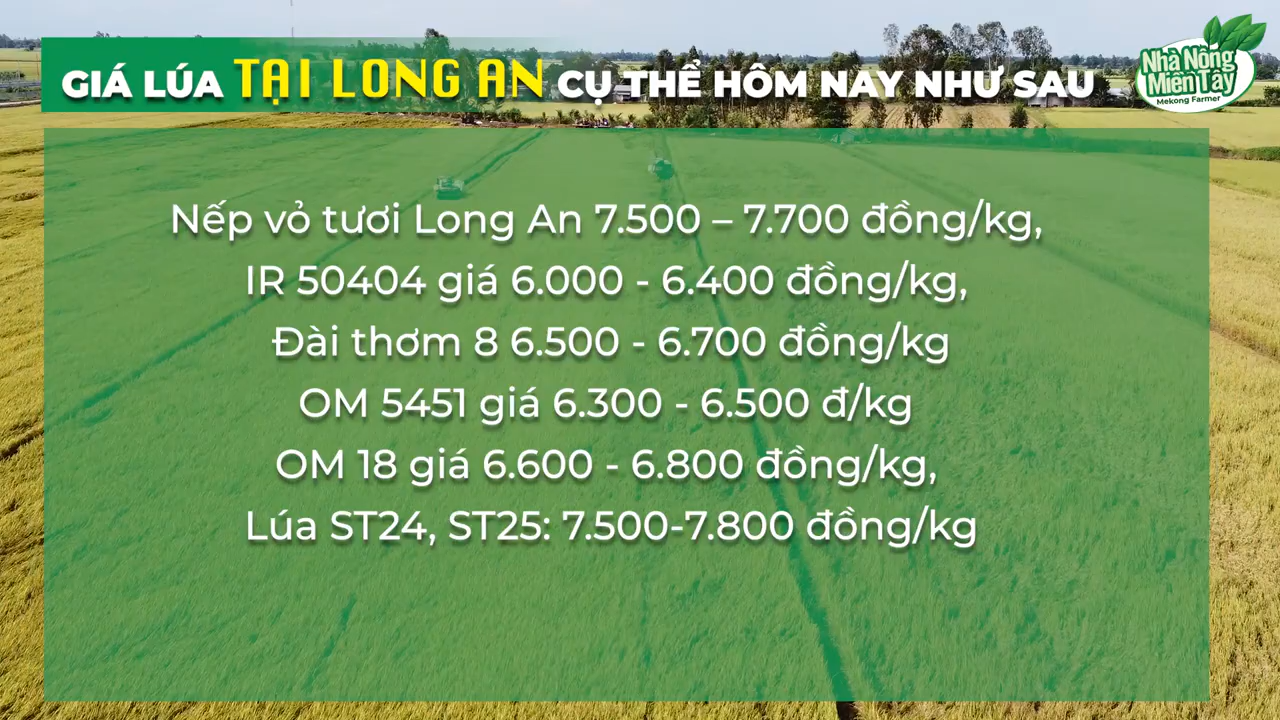 GIÁ LÚA TẠI LONG AN CỤ THỂ HÔM NAY NHƯ SAU
Nhà Nông
Miền Tây
Mekong Farmer
Nếp vỏ tươi Long An 7.500 – 7.700 đồng/kg,
IR 50404 giá 6.000 - 6.400 đồng/kg,
Đài thơm 8 6.500 - 6.700 đồng/kg
OM 5451 giá 6.300 - 6.500 đ/kg
OM 18 giá 6.600 - 6.800 đồng/kg,
Lúa ST24, ST25: 7.500-7.800 đồng/kg